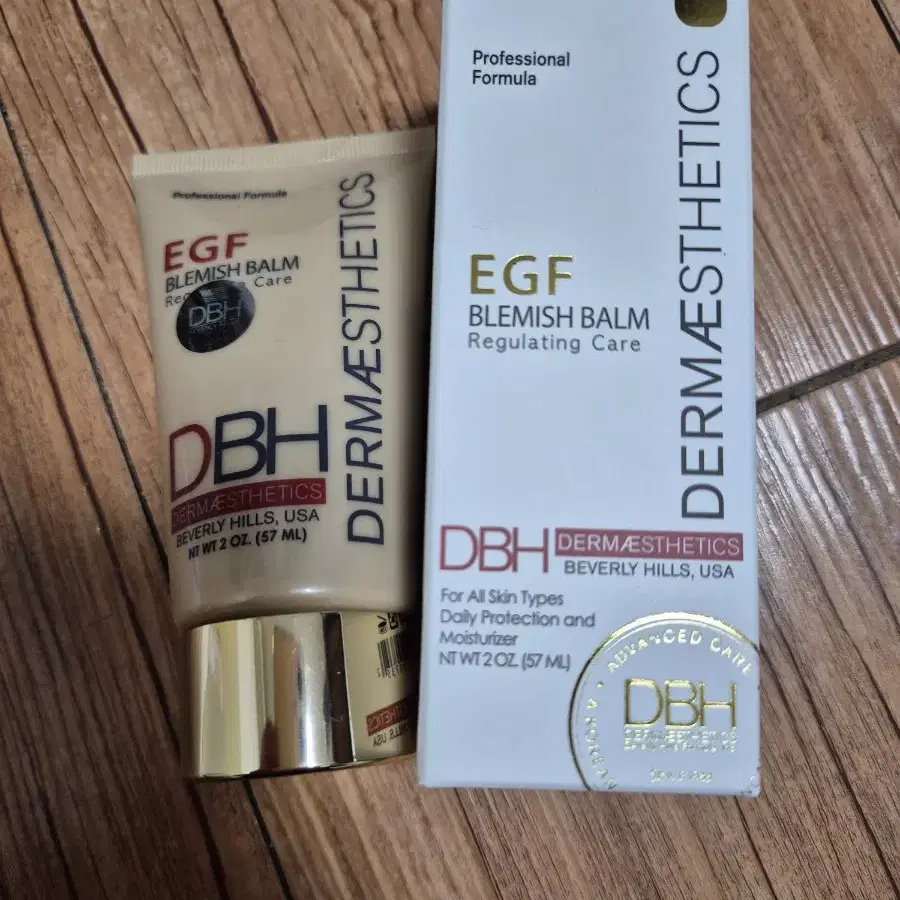 Professional Formula
EGF
BLEMISH BALM
Care
DBH
DBH
DERMÆSTHETICS
BEVERLY HILLS, USA
NT WT 2 OZ. (57 ML)
DERMÆSTHETICS
Professional
Formula
EGF
BLEMISH BALM
Regulating Care
DERMÆSTHETICS
DBH DERMÆSTHETICS
BEVERLY HILLS, USA
For All Skin Types
Daily Protection and
Moisturizer
NT WT 2 OZ. (57 ML)
ADVANCED CARE
DBH
DERMÆSTHETICS